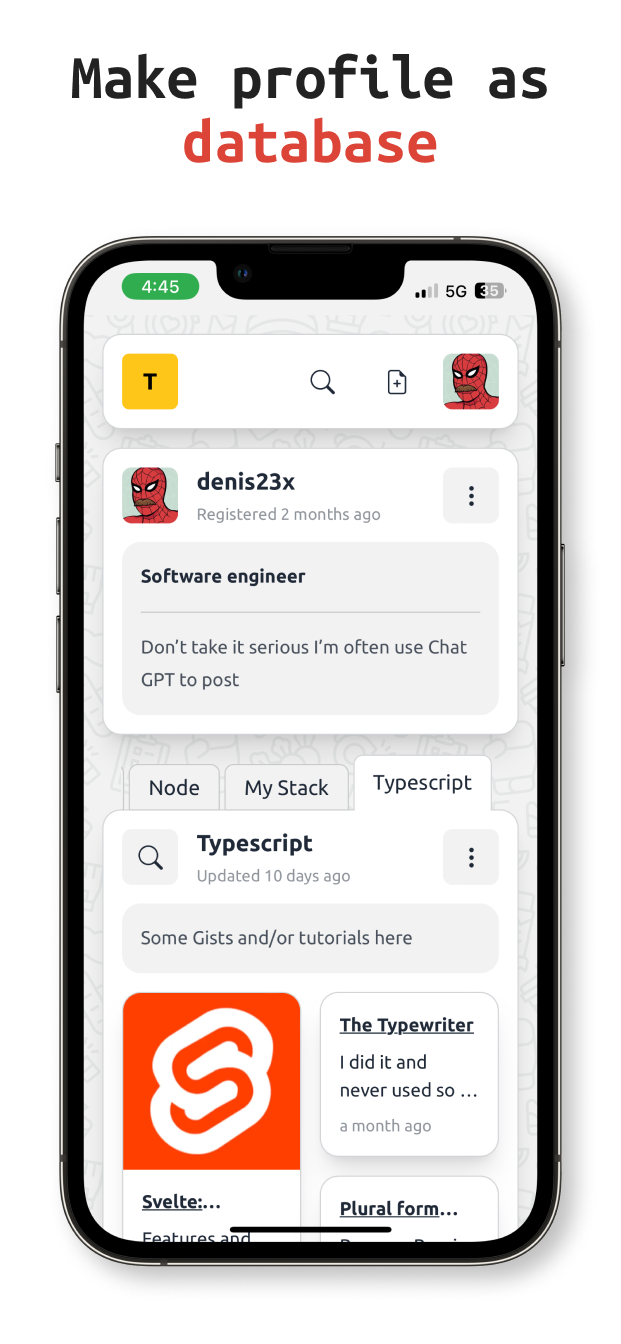 Make profile as
database
4:45
5G 35
T
denis23x
Registered 2 months ago
Software engineer
Don’t take it serious I’m often use Chat
GPT to post
Node
My Stack
Typescript
Typescript
Updated 10 days ago
Some Gists and/or tutorials here
The Typewriter
I did it and
never used so ...
a month ago
Svelte:...
Features and
Plural form...